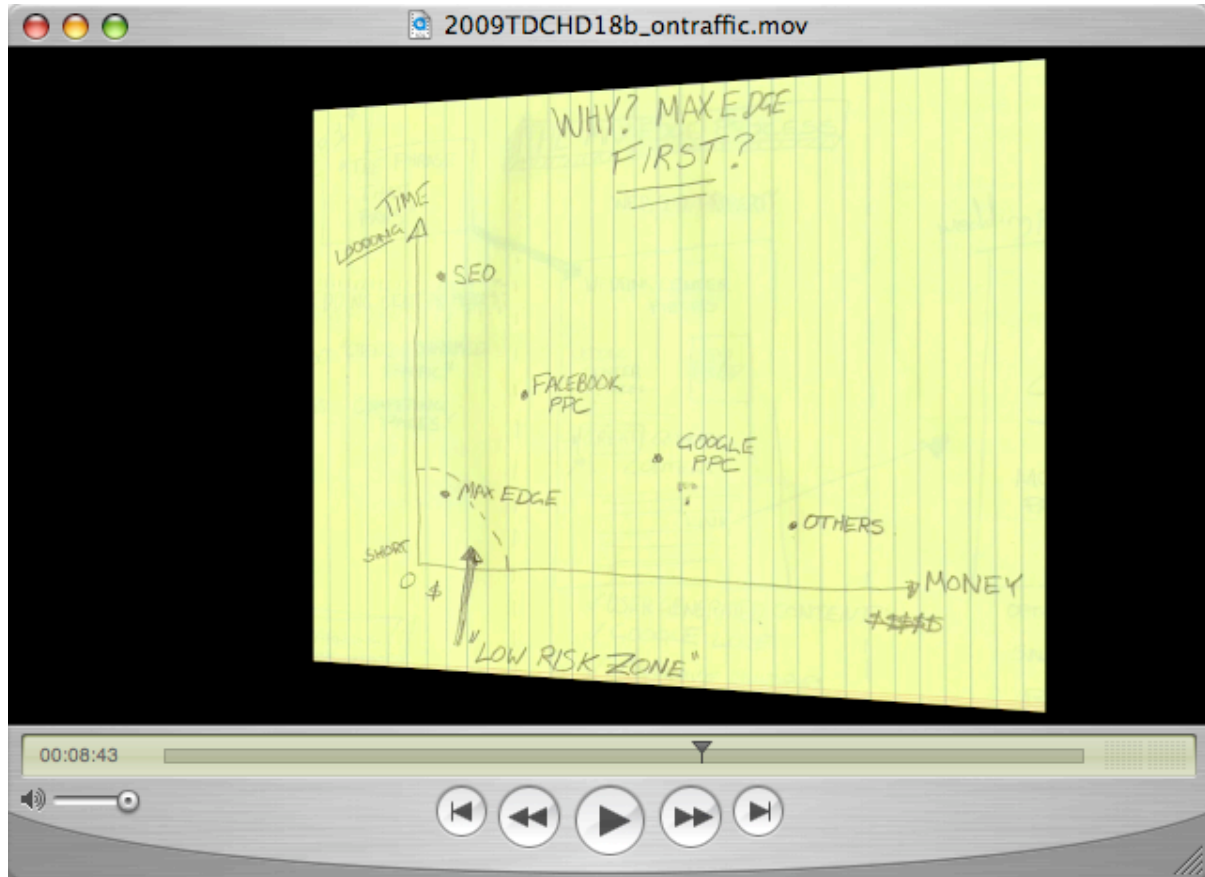 2009TDCHD18b_ontraffic.mov
WHY? MAX EDGE
FIRST?
TIME
LOOOONG
SEO
FACEBOOK
PPC
GOOGLE
PPC
MAX EDGE
OTHERS
SHORT
0 $
MONEY
$$$$$
"LOW RISK ZONE"
00:08:43